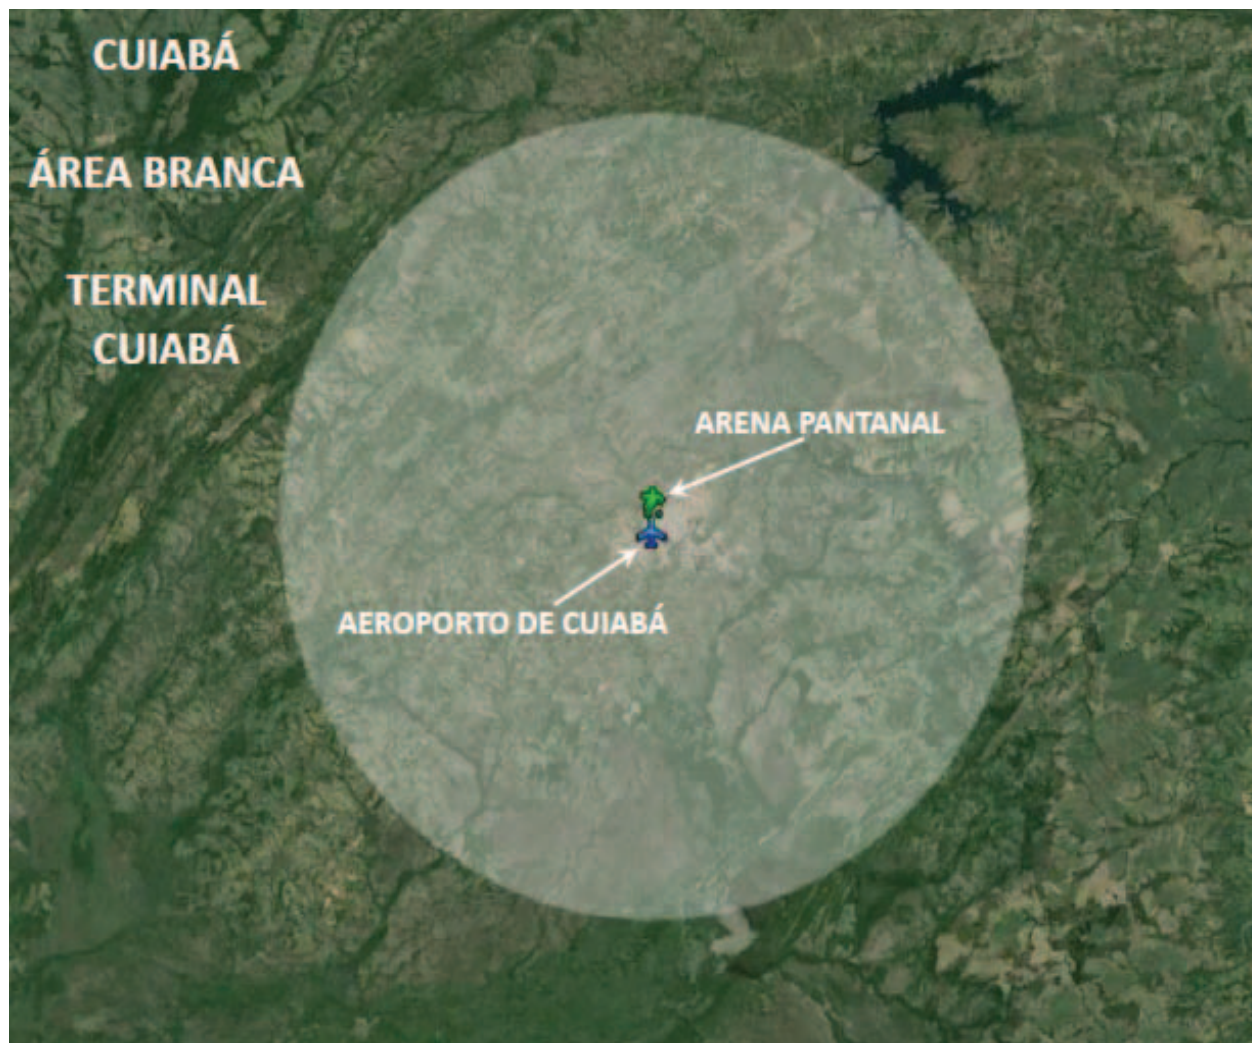 CUIABÁ
ÁREA BRANCA
TERMINAL
CUIABÁ
ARENA PANTANAL
AEROPORTO DE CUIABÁ